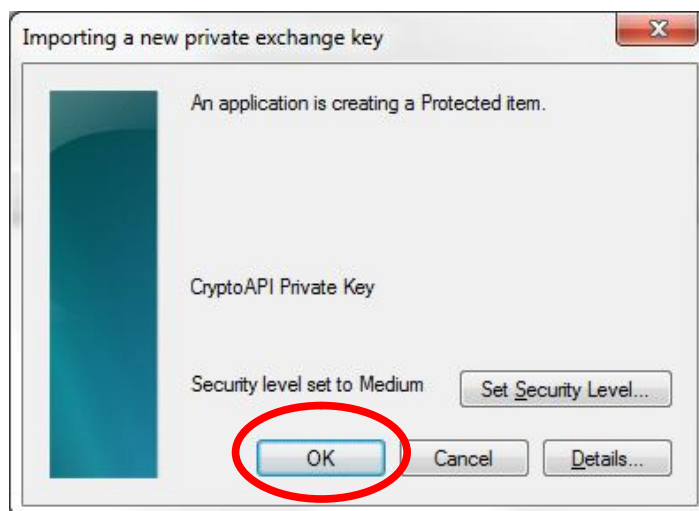 Importing a new private exchange key
An application is creating a Protected item.
CryptoAPI Private Key
Security level set to Medium
Set Security Level...
OK
Cancel
Details...